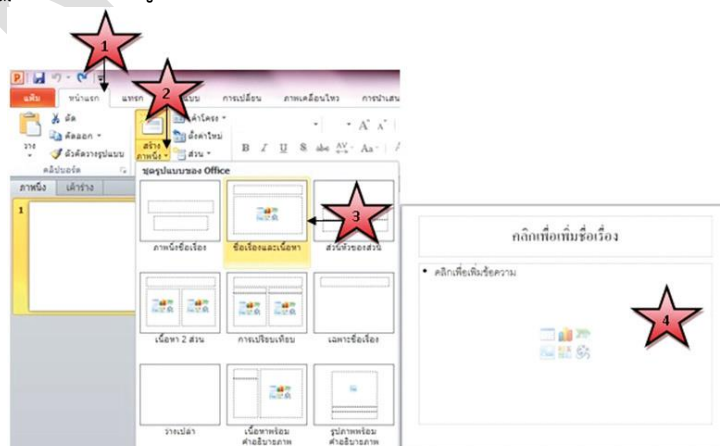 1
2
แฟ้ม หน้าแรก แทรก แบบ การเปลี่ยน ภาพเคลื่อนไหว การนำเสน
วาง
ตัด
คัดลอก
ตัวคัดวางรูปแบบ
คลิปบอร์ด
สร้าง
ภาพนิ่ง
เค้าโครง
ตั้งค่าใหม่
ส่วน
B I U S abc AV Aa A
ภาพนิ่ง เค้าร่าง
1
ชุดรูปแบบของ Office
ภาพนิ่งชื่อเรื่อง ชื่อเรื่องและเนื้อหา ส่วนหัวของส่วน
3
เนื้อหา 2 ส่วน การเปรียบเทียบ เฉพาะชื่อเรื่อง
ว่างเปล่า เนื้อหาพร้อม รูปภาพพร้อม
คำอธิบายภาพ คำอธิบายภาพ
คลิกเพื่อเพิ่มชื่อเรื่อง
• คลิกเพื่อเพิ่มข้อความ
4